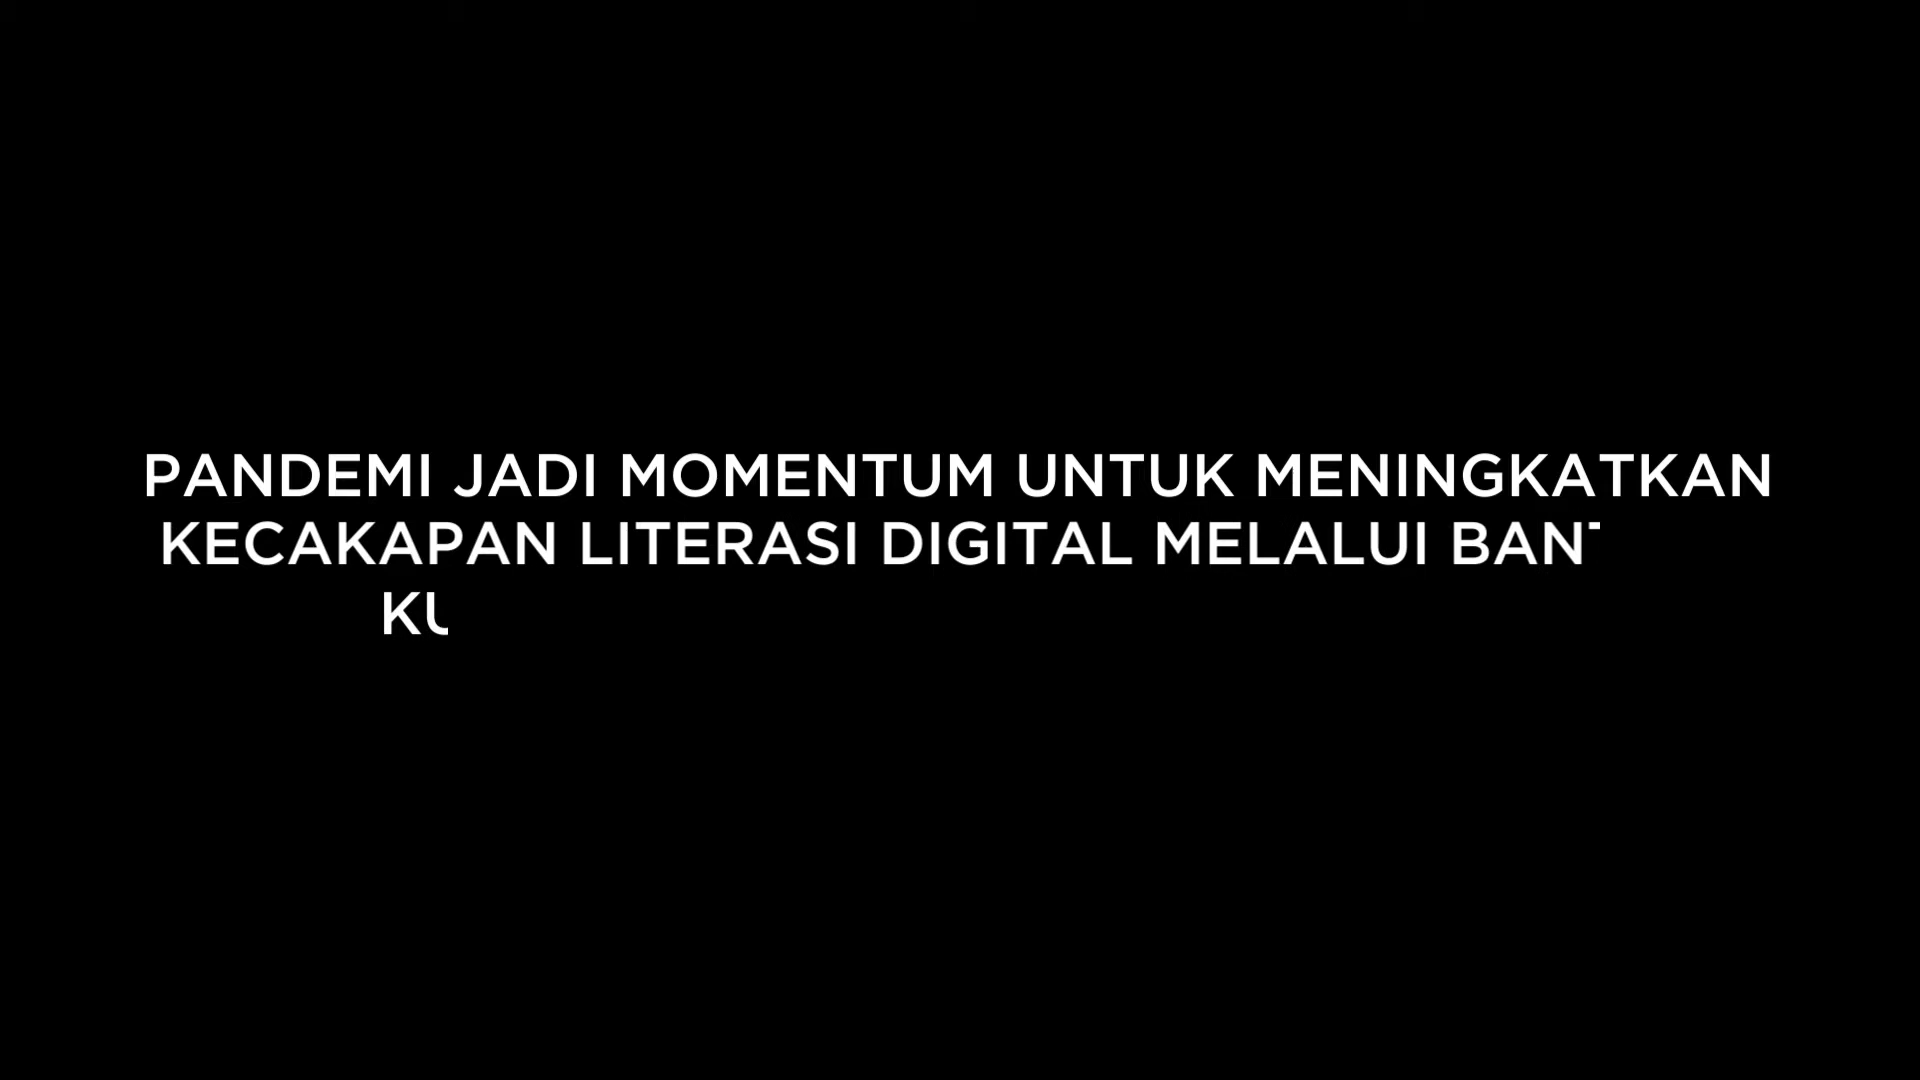 PANDEMI JADI MOMENTUM UNTUK MENINGKATKAN
KECAKAPAN LITERASI DIGITAL MELALUI